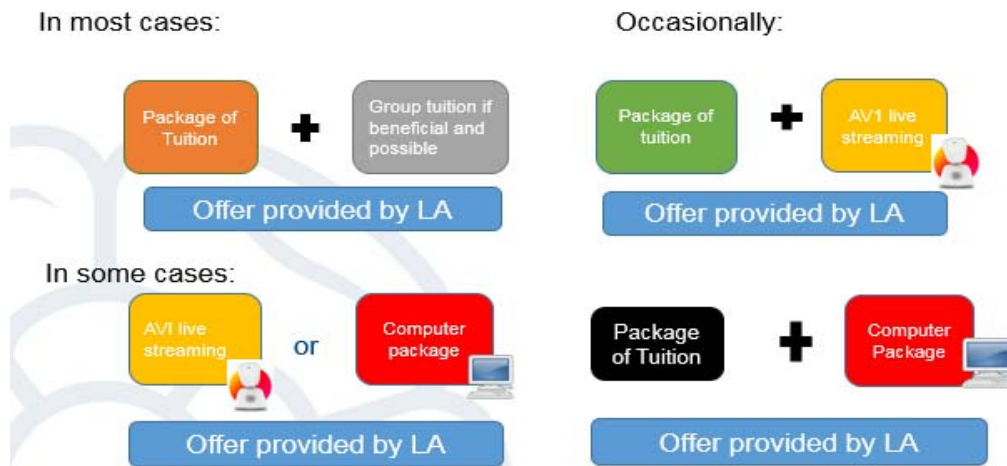 In most cases:
Package of
Tuition
Group tuition if
beneficial and
possible
Offer provided by LA
Occasionally:
Package of
tuition
AV1 live
streaming
Offer provided by LA
In some cases:
AVI live
streaming
or
Computer
package
Offer provided by LA
Package
of Tuition
Computer
Package
Offer provided by LA